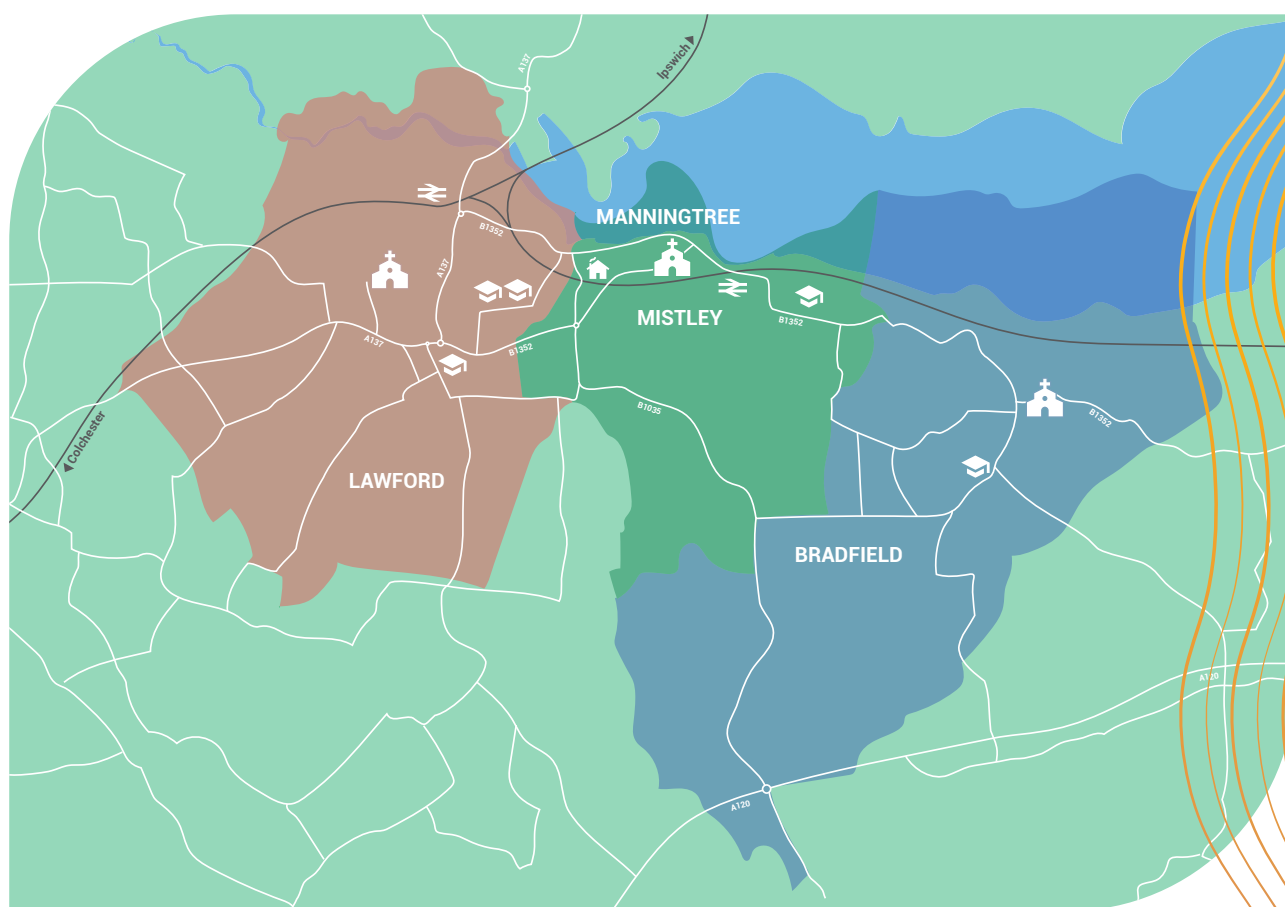 A137
Ipswich
MANNINGTREE
B1352
A137
MISTLEY
B1352
A137
B1352
B1035
B1352
Colchester
LAWFORD
BRADFIELD
A120
A120